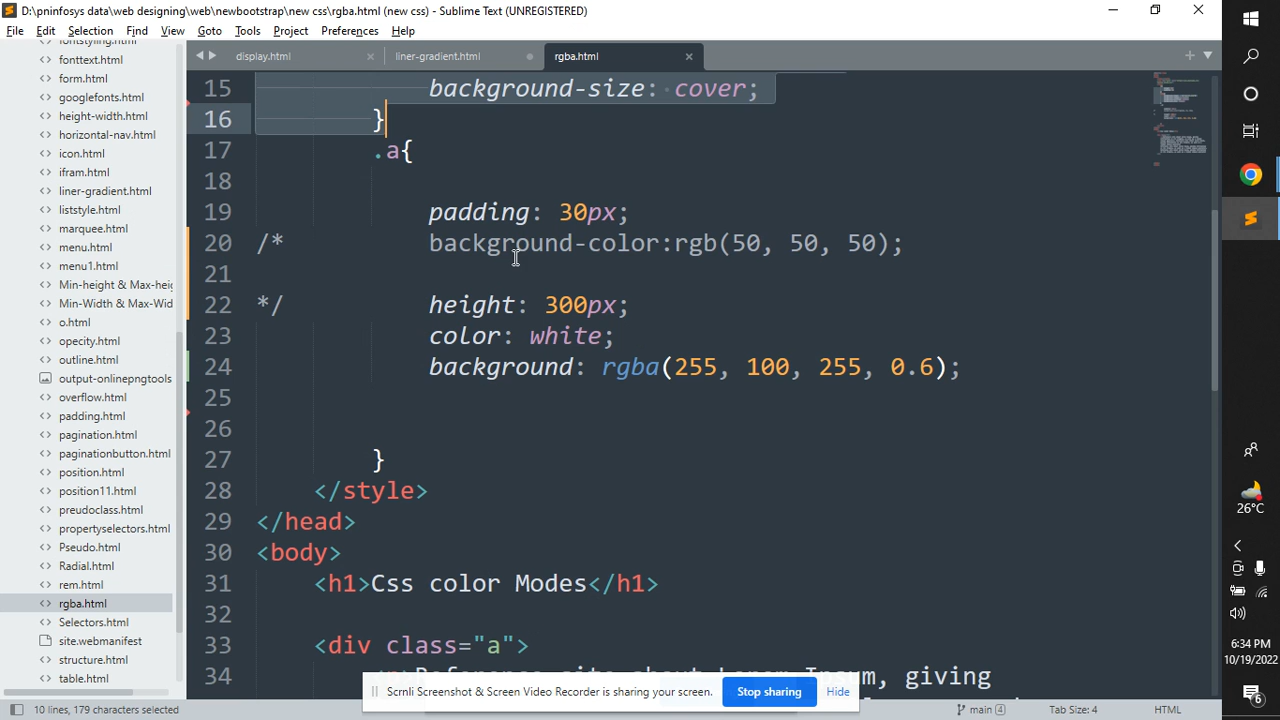 D:\pninfosys data\web designing\web\newbootstrap\new css\rgba.html (new css) - Sublime Text (UNREGISTERED)
File Edit Selection Find View Goto Tools Project Preferences Help
display.html
liner-gradient.html
rgba.html
fonttext.html
form.html
googlefonts.html
height-width.html
horizontal-nav.html
icon.html
ifram.html
liner-gradient.html
liststyle.html
marquee.html
menu.html
menu1.html
Min-height & Max-heig
Min-Width & Max-Wid
o.html
opecity.html
outline.html
output-onlinepngtools
overflow.html
padding.html
pagination.html
paginationbutton.html
position.html
position11.html
preudoclass.html
propertyselectors.html
Pseudo.html
Radial.html
rem.html
rgba.html
Selectors.html
site.webmanifest
structure.html
table.html
15 background-size: cover;
16 }
17 .a{
18
19 padding: 30px;
20 /* background-color:rgb(50, 50, 50);
21
22 */ height: 300px;
23 color: white;
24 background: rgba(255, 100, 255, 0.6);
25
26
27 }
28 </style>
29 </head>
30 <body>
31 <h1>Css color Modes</h1>
32
33 <div class="a">
34
Ipsum, giving
Scrnli Screenshot & Screen Video Recorder is sharing your screen.
Stop sharing
Hide
10 lines, 179 characters selected
main 4
Tab Size: 4
HTML
26°C
6:34 PM
10/19/2022
6